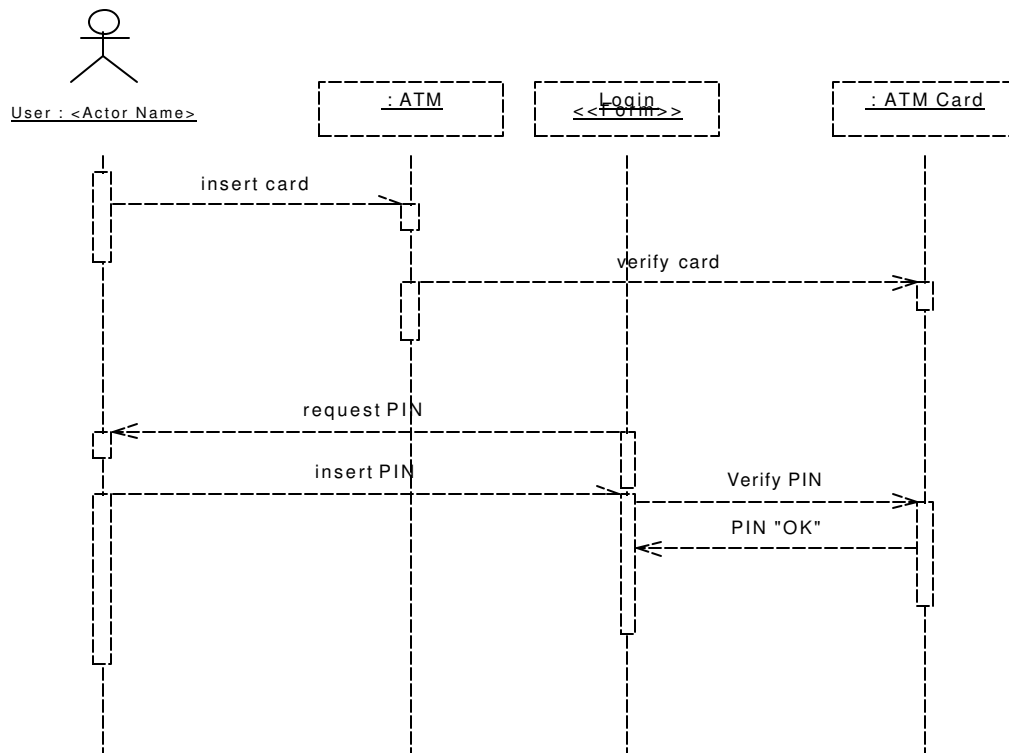 User : <Actor Name>
: ATM
Login
<<Form>>
: ATM Card
insert card
verify card
request PIN
insert PIN
Verify PIN
PIN "OK"